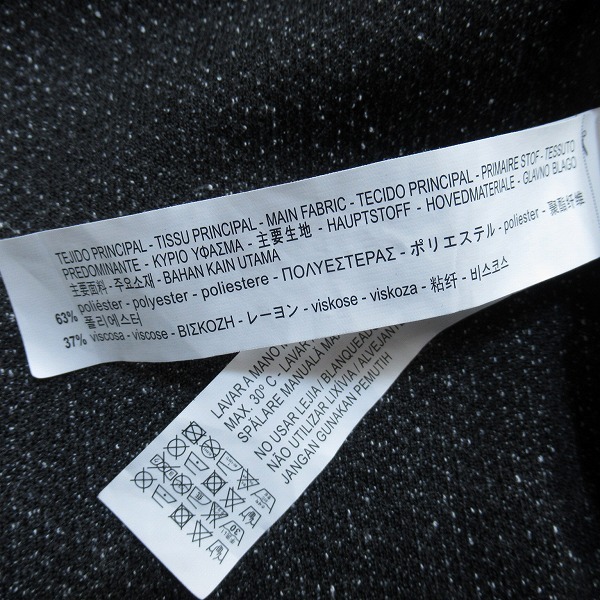 TEJIDO PRINCIPAL - TISSU PRINCIPAL - MAIN FABRIC - TECIDO PRINCIPAL - PRIMAIRE STOF - TESSUTO
PREDOMINANTE - ΚΥΡΙΟ ΥΦΑΣΜΑ - 主要生地 - HAUPTSTOFF - HOVEDMATERIALE - GLAVNO BLAGO
主要面料 - 주요소재 - BAHAN KAIN UTAMA
63% poliéster - polyester - poliestere - ΠΟΛΥΕΣΤΕΡΑΣ - ポリエステル - poliester - 聚酯纤维
폴리에스터
37% viscosa - viscose - ΒΙΣΚΟΖΗ - レーヨン - viskose - viskoza - 粘纤 - 비스코스
LAVAR A MANO
MAX. 30ºC - LAVAR
SPĂLARE MANUALĂ MA
NO USAR LEJIA / BLANQUEAD
NÃO UTILIZAR LIXÍVIA / ALVEJAN
JANGAN GUNAKAN PEMUTIH
30